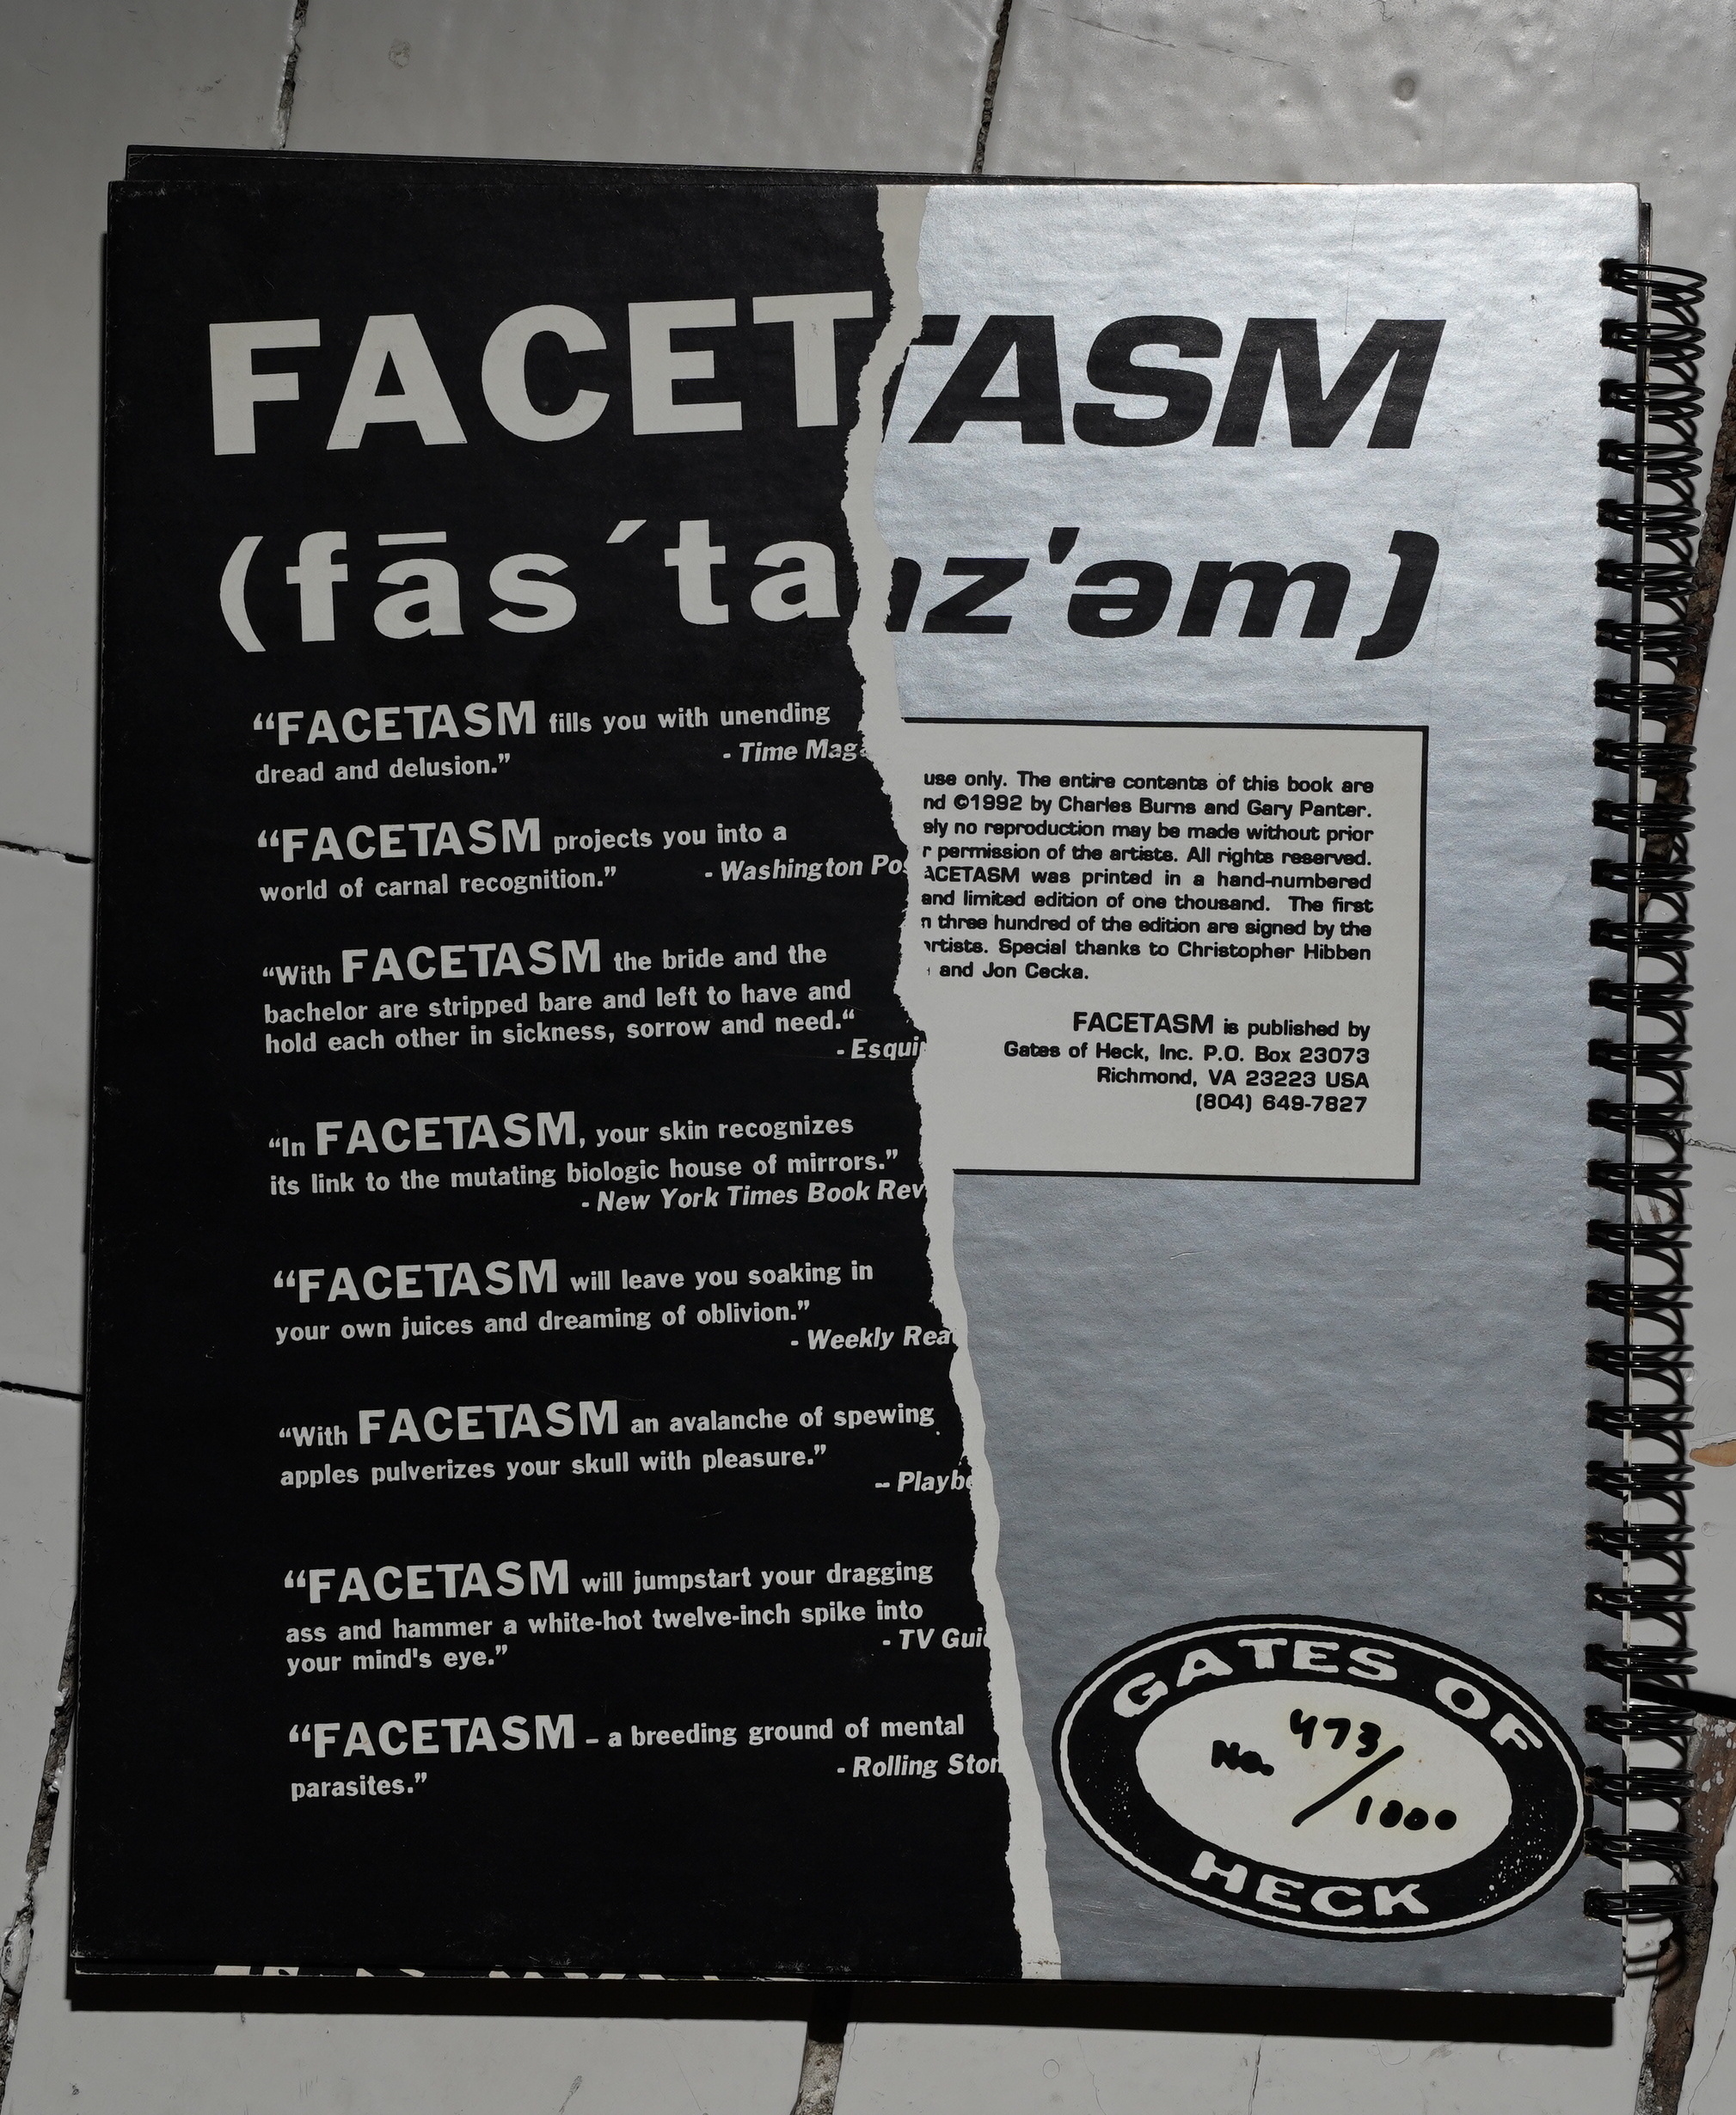 FACETASM
(fās´taz'əm)
“FACETASM fills you with unending
dread and delusion.”
- Time Mag
“FACETASM projects you into a
world of carnal recognition.”
- Washington Pos
“With FACETASM the bride and the
bachelor are stripped bare and left to have and
hold each other in sickness, sorrow and need.“
- Esqui
“In FACETASM, your skin recognizes
its link to the mutating biologic house of mirrors.”
- New York Times Book Rev
“FACETASM will leave you soaking in
your own juices and dreaming of oblivion.”
- Weekly Rea
“With FACETASM an avalanche of spewing
apples pulverizes your skull with pleasure.”
-- Playb
“FACETASM will jumpstart your dragging
ass and hammer a white-hot twelve-inch spike into
your mind's eye.”
- TV Gui
“FACETASM – a breeding ground of mental
parasites.”
- Rolling Ston
use only. The entire contents of this book are
nd ©1992 by Charles Burns and Gary Panter.
ely no reproduction may be made without prior
r permission of the artists. All rights reserved.
ACETASM was printed in a hand-numbered
and limited edition of one thousand. The first
n three hundred of the edition are signed by the
rtists. Special thanks to Christopher Hibben
and Jon Cecka.
FACETASM is published by
Gates of Heck, Inc. P.O. Box 23073
Richmond, VA 23223 USA
(804) 649-7827
GATES OF
No. 473/1000
HECK